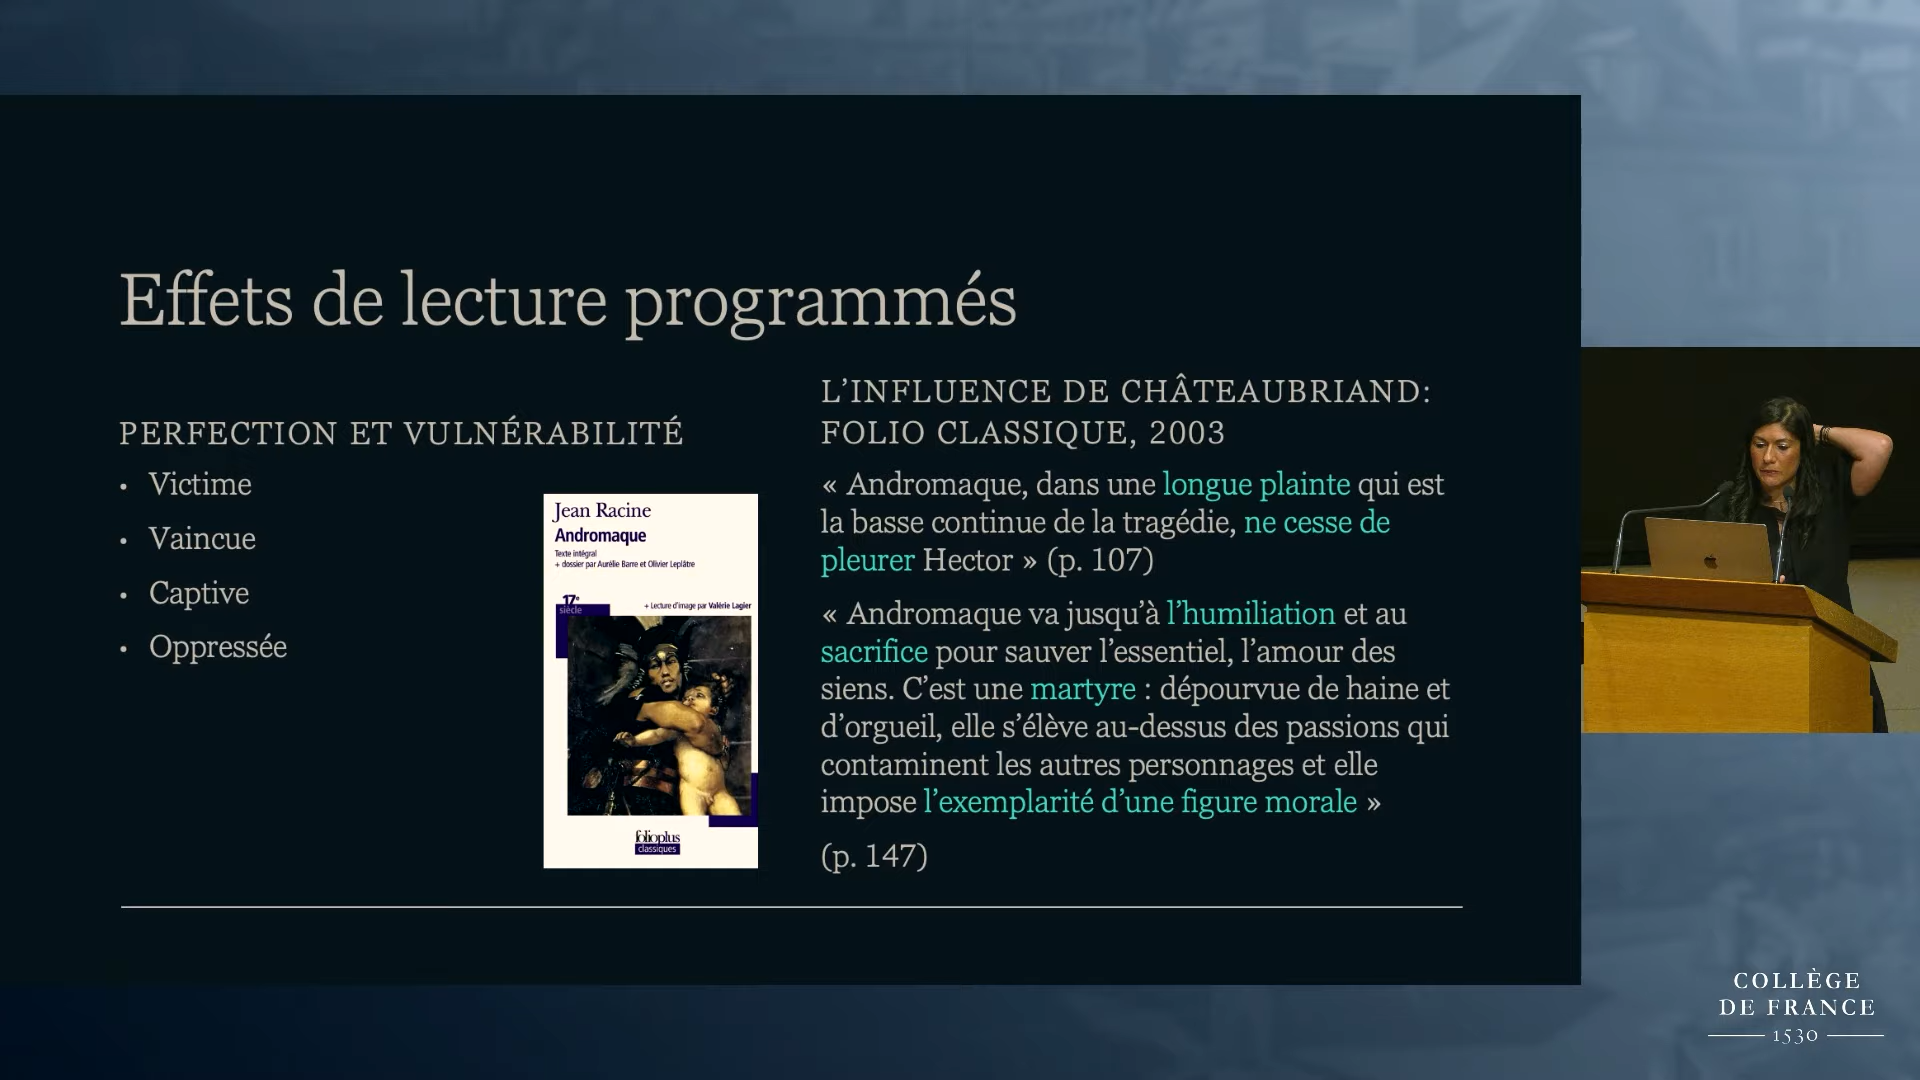 Effets de lecture programmés
PERFECTION ET VULNÉRABILITÉ
• Victime
• Vaincue
• Captive
• Oppressée
Jean Racine
Andromaque
Texte intégral
+ dossier par Aurélie Barre et Olivier Leplâtre
17e
siècle
+ Lecture d'image par Valérie Lagier
folioplus
classiques
L’INFLUENCE DE CHÂTEAUBRIAND:
FOLIO CLASSIQUE, 2003
« Andromaque, dans une longue plainte qui est
la basse continue de la tragédie, ne cesse de
pleurer Hector » (p. 107)
« Andromaque va jusqu’à l’humiliation et au
sacrifice pour sauver l’essentiel, l’amour des
siens. C’est une martyre : dépourvue de haine et
d’orgueil, elle s’élève au-dessus des passions qui
contaminent les autres personnages et elle
impose l’exemplarité d’une figure morale »
(p. 147)
COLLÈGE
DE FRANCE
1530